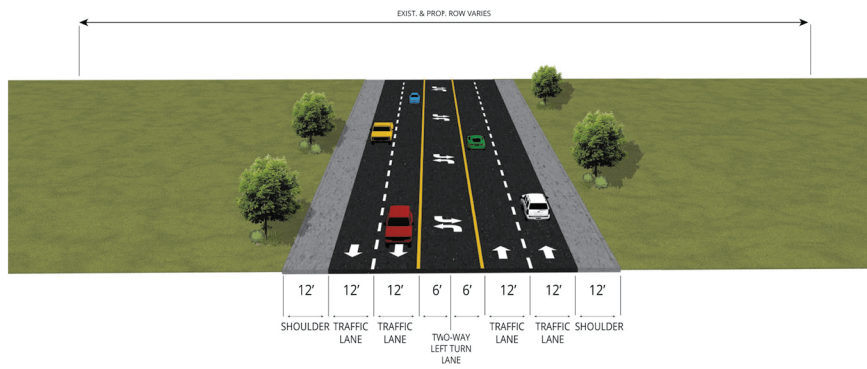 EXIST. & PROP. ROW VARIES
12' 12' 12' 6' 6' 12' 12' 12'
SHOULDER
TRAFFIC
LANE
TRAFFIC
LANE
TWO-WAY
LEFT TURN
LANE
TRAFFIC
LANE
TRAFFIC
LANE
SHOULDER